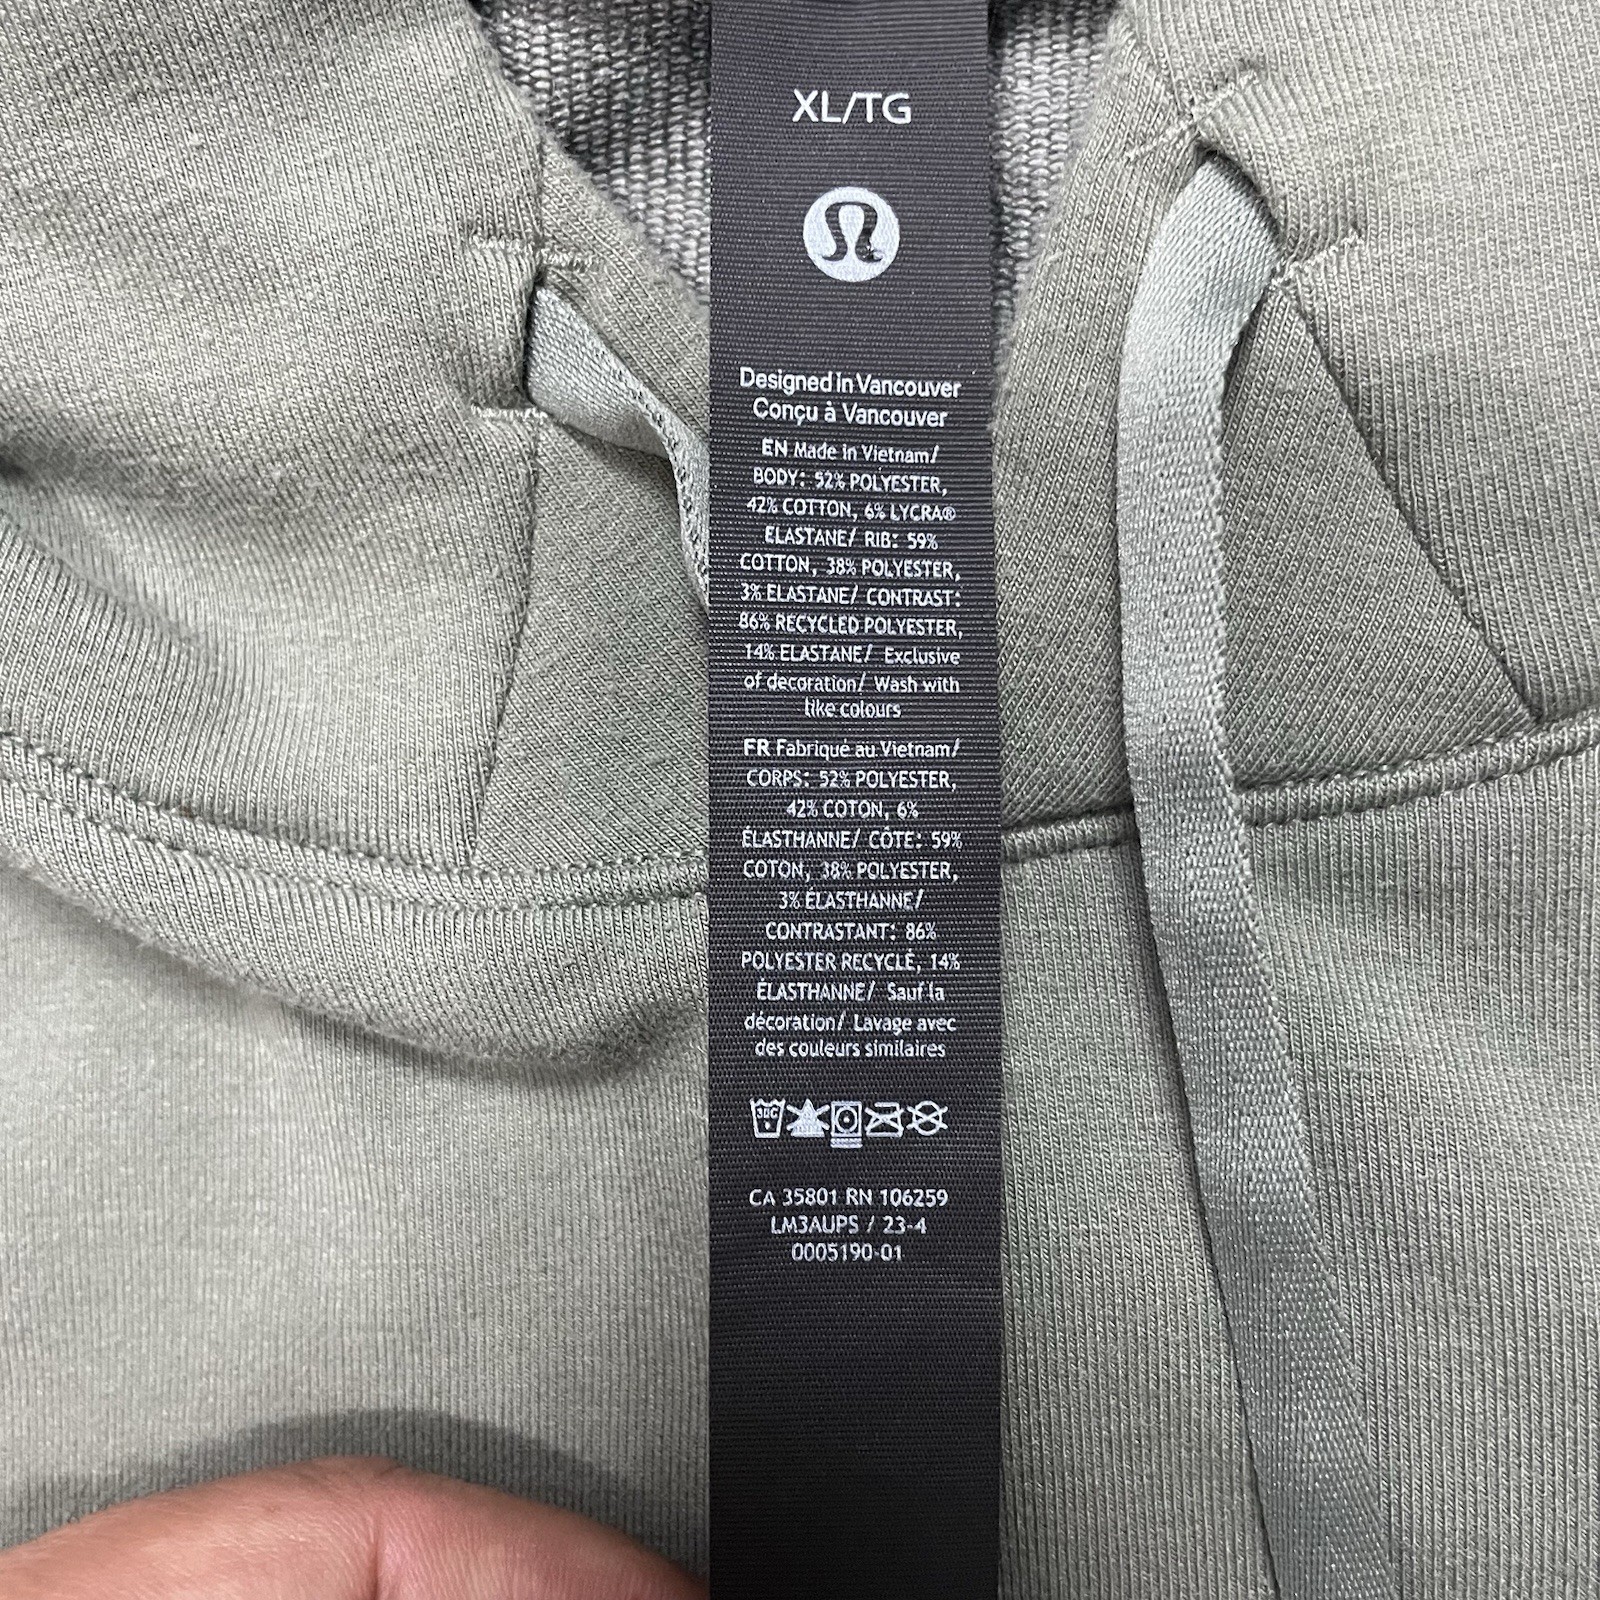 XL/TG
Designed in Vancouver
Conçu à Vancouver
EN Made in Vietnam/
BODY: 52% POLYESTER,
42% COTTON, 6% LYCRA®
ELASTANE/ RIB: 59%
COTTON, 38% POLYESTER,
3% ELASTANE/ CONTRAST:
86% RECYCLED POLYESTER,
14% ELASTANE/ Exclusive
of decoration/ Wash with
like colours
FR Fabriqué au Vietnam/
CORPS: 52% POLYESTER,
42% COTON, 6%
ÉLASTHANNE/ CÔTE: 59%
COTON, 38% POLYESTER,
3% ÉLASTHANNE/
CONTRASTANT: 86%
POLYESTER RECYCLÉ, 14%
ÉLASTHANNE/ Sauf la
décoration/ Lavage avec
des couleurs similaires
30C
CA 35801 RN 106259
LM3AUPS / 23-4
0005190-01